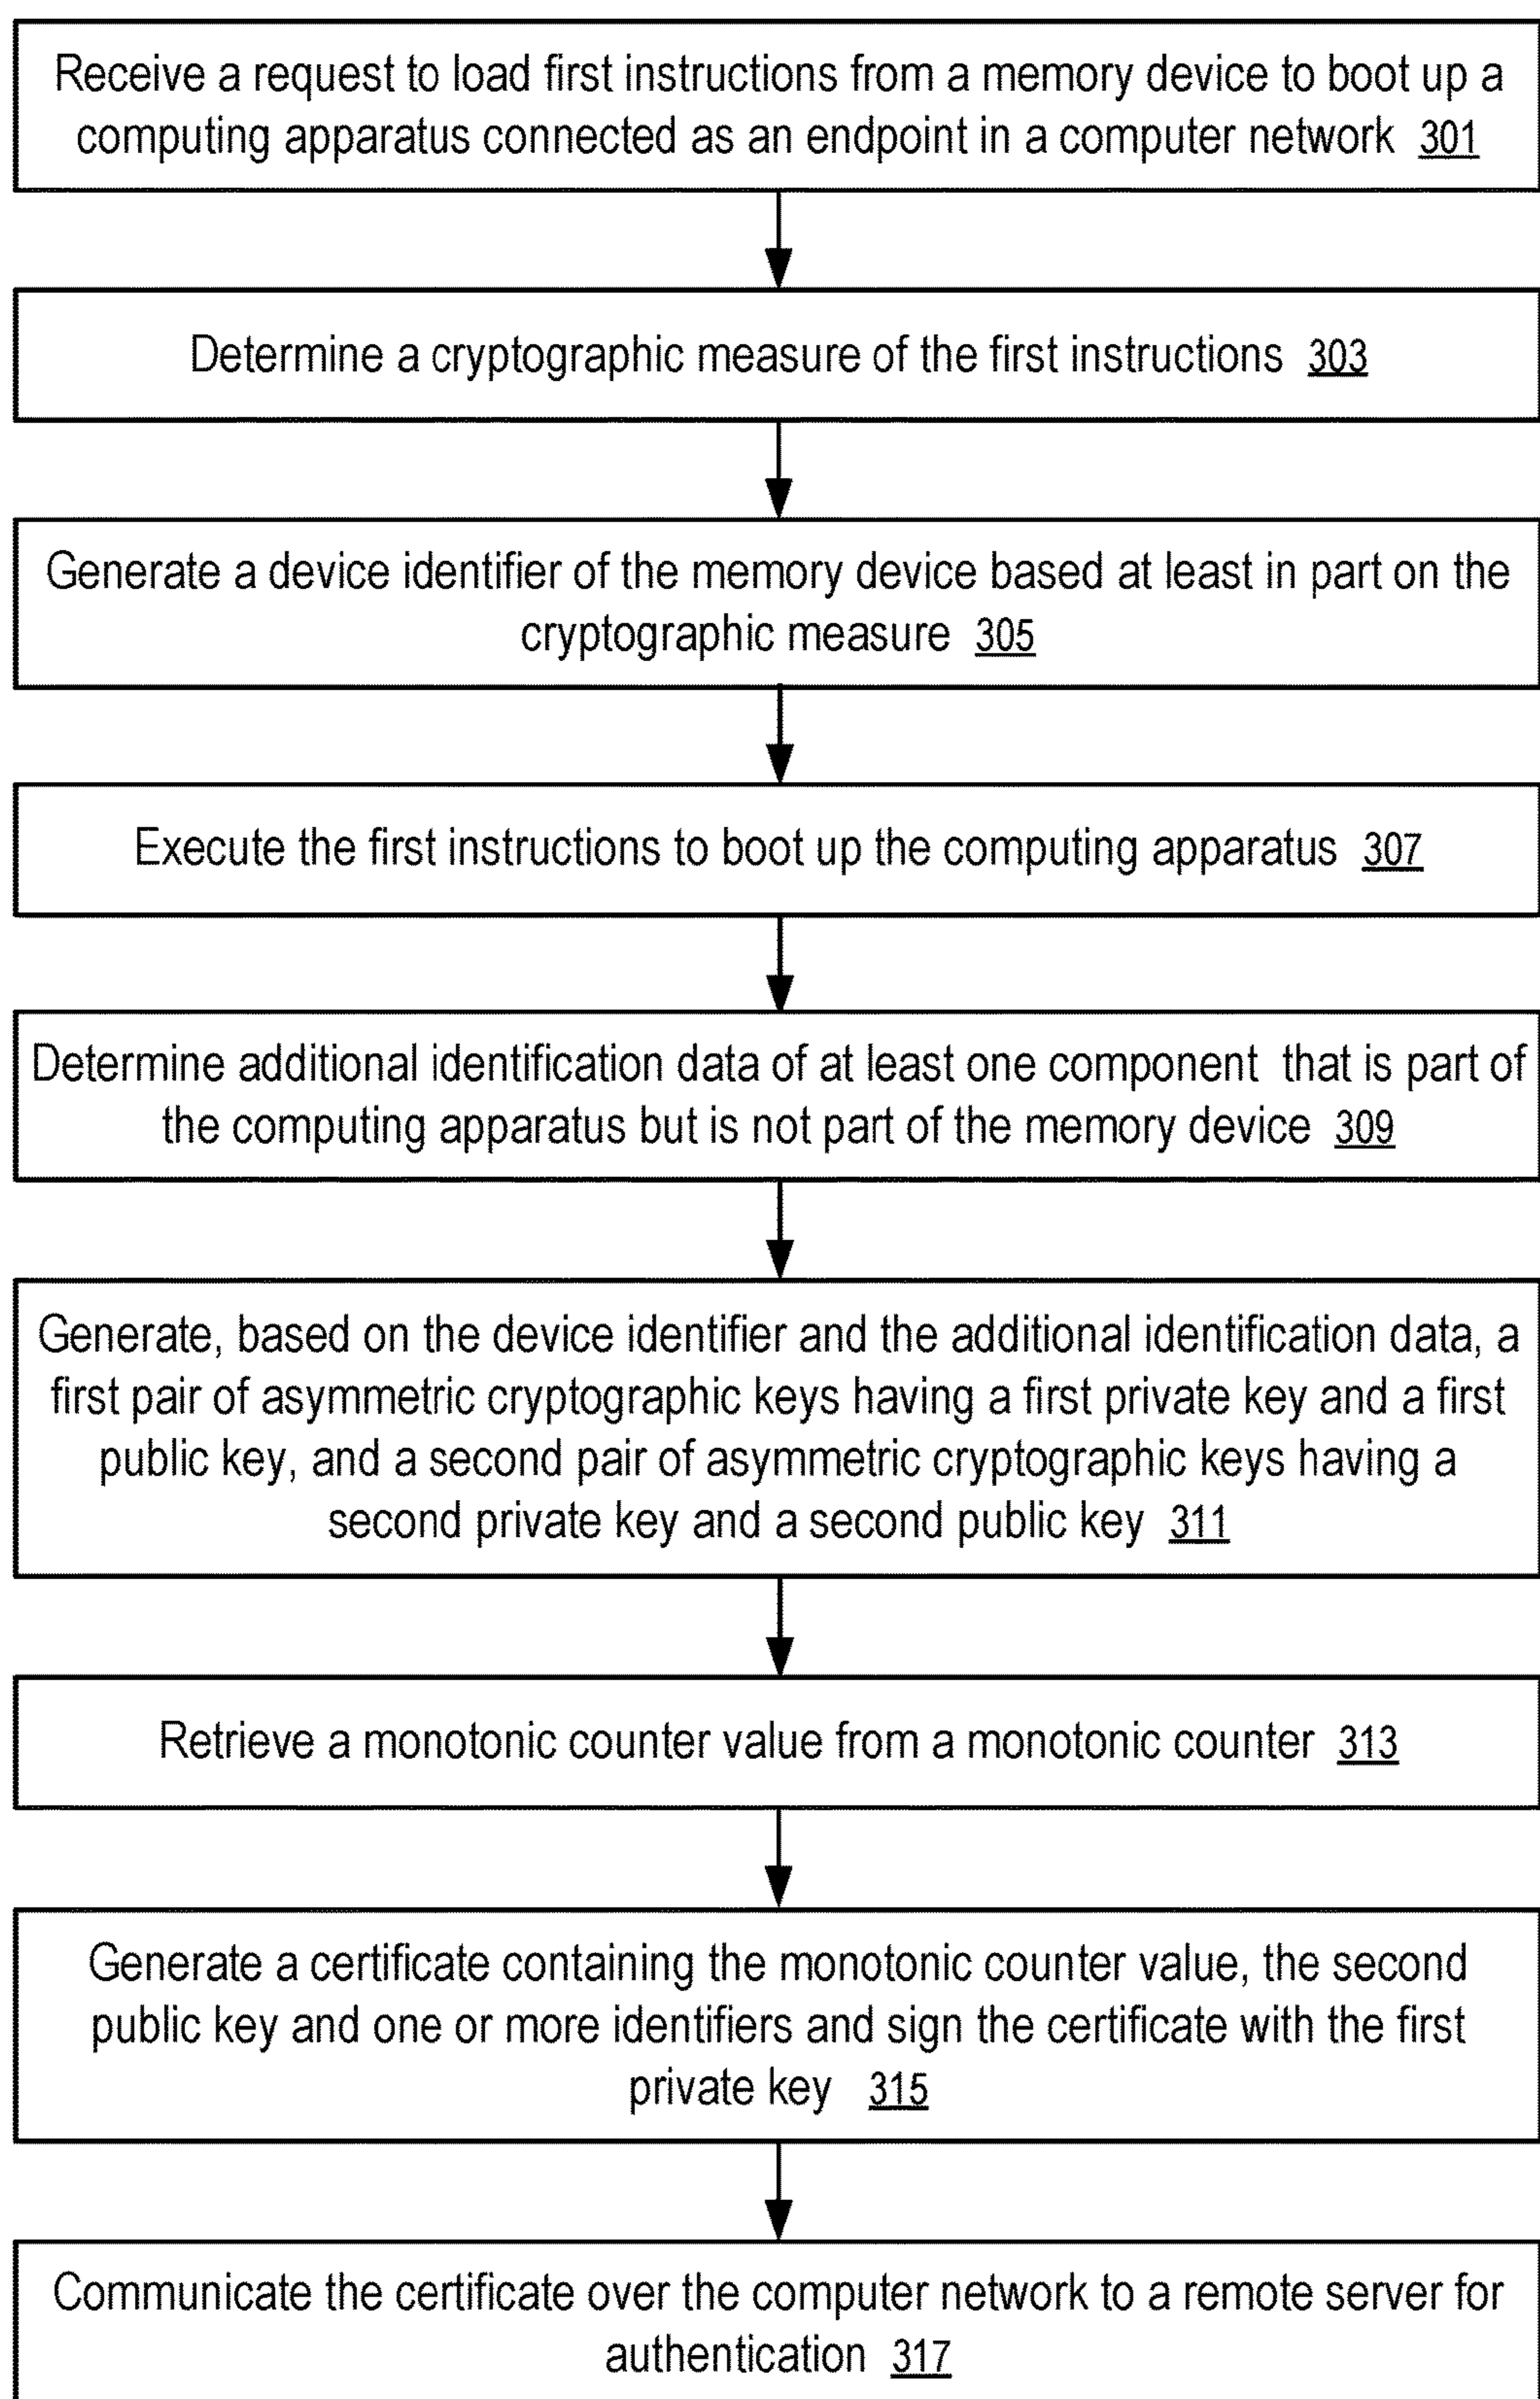 Receive a request to load first instructions from a memory device to boot up a
computing apparatus connected as an endpoint in a computer network 301
Determine a cryptographic measure of the first instructions 303
Generate a device identifier of the memory device based at least in part on the
cryptographic measure 305
Execute the first instructions to boot up the computing apparatus 307
Determine additional identification data of at least one component that is part of
the computing apparatus but is not part of the memory device 309
Generate, based on the device identifier and the additional identification data, a
first pair of asymmetric cryptographic keys having a first private key and a first
public key, and a second pair of asymmetric cryptographic keys having a
second private key and a second public key 311
Retrieve a monotonic counter value from a monotonic counter 313
Generate a certificate containing the monotonic counter value, the second
public key and one or more identifiers and sign the certificate with the first
private key 315
Communicate the certificate over the computer network to a remote server for
authentication 317